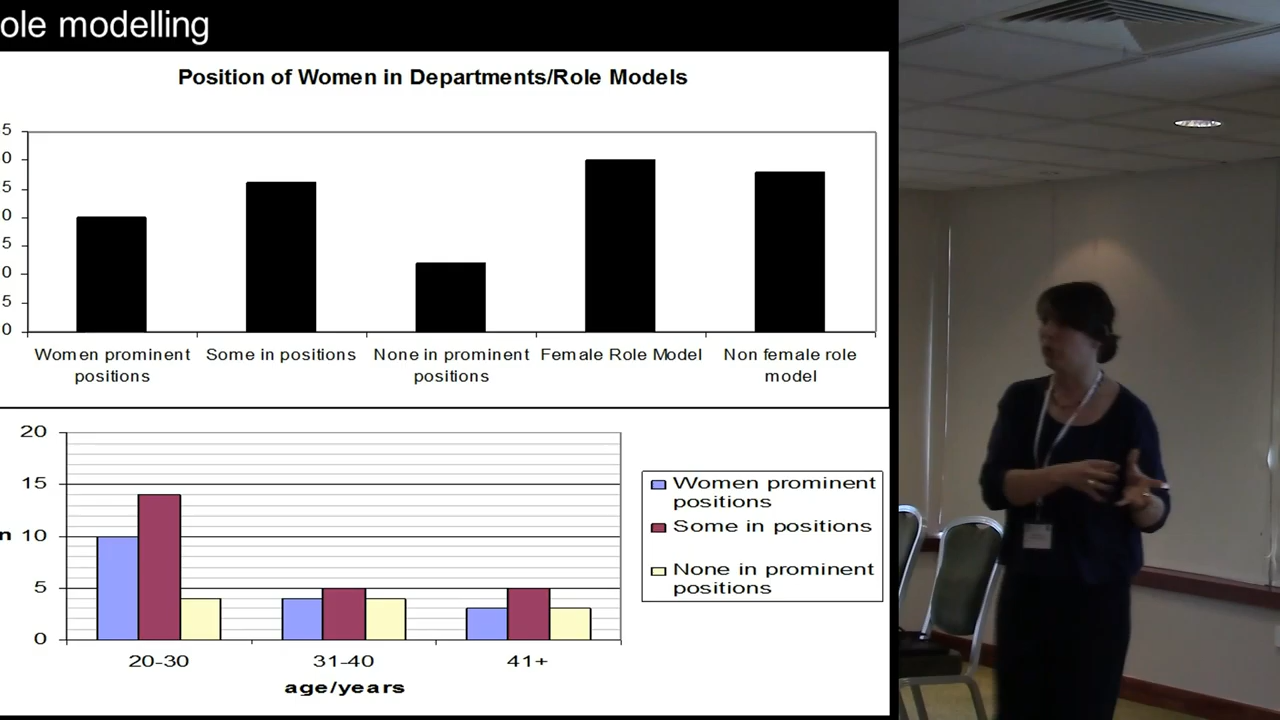 ole modelling
Position of Women in Departments/Role Models
5
0
5
0
5
0
5
0
Women prominent positions
Some in positions
None in prominent positions
Female Role Model
Non female role model
20
15
10
5
0
n
20-30
31-40
41+
age/years
Women prominent
positions
Some in positions
None in prominent
positions